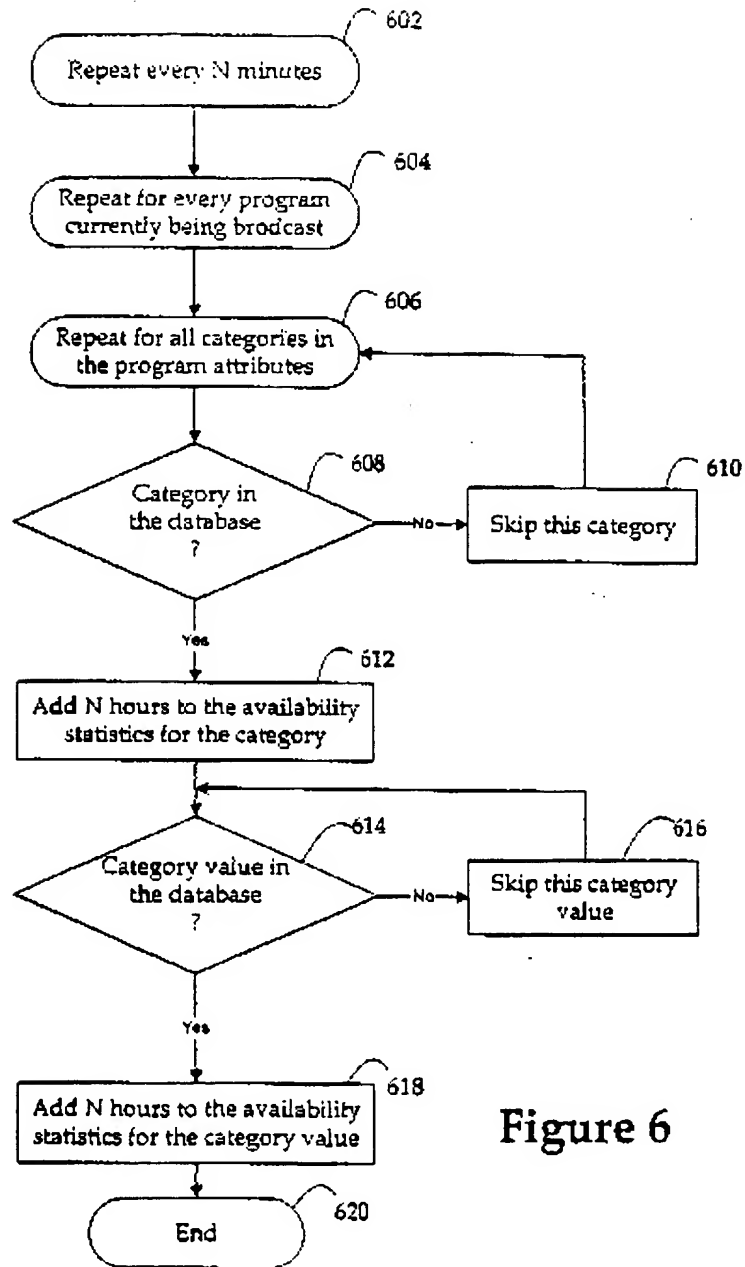 602
Repeat every N minutes
604
Repeat for every program
currently being brodcast
606
Repeat for all categories in
the program attributes
608
Category in
the database
?
No
610
Skip this category
Yes
612
Add N hours to the availability
statistics for the category
614
Category value in
the database
?
No
616
Skip this category
value
Yes
618
Add N hours to the availability
statistics for the category value
Figure 6
620
End